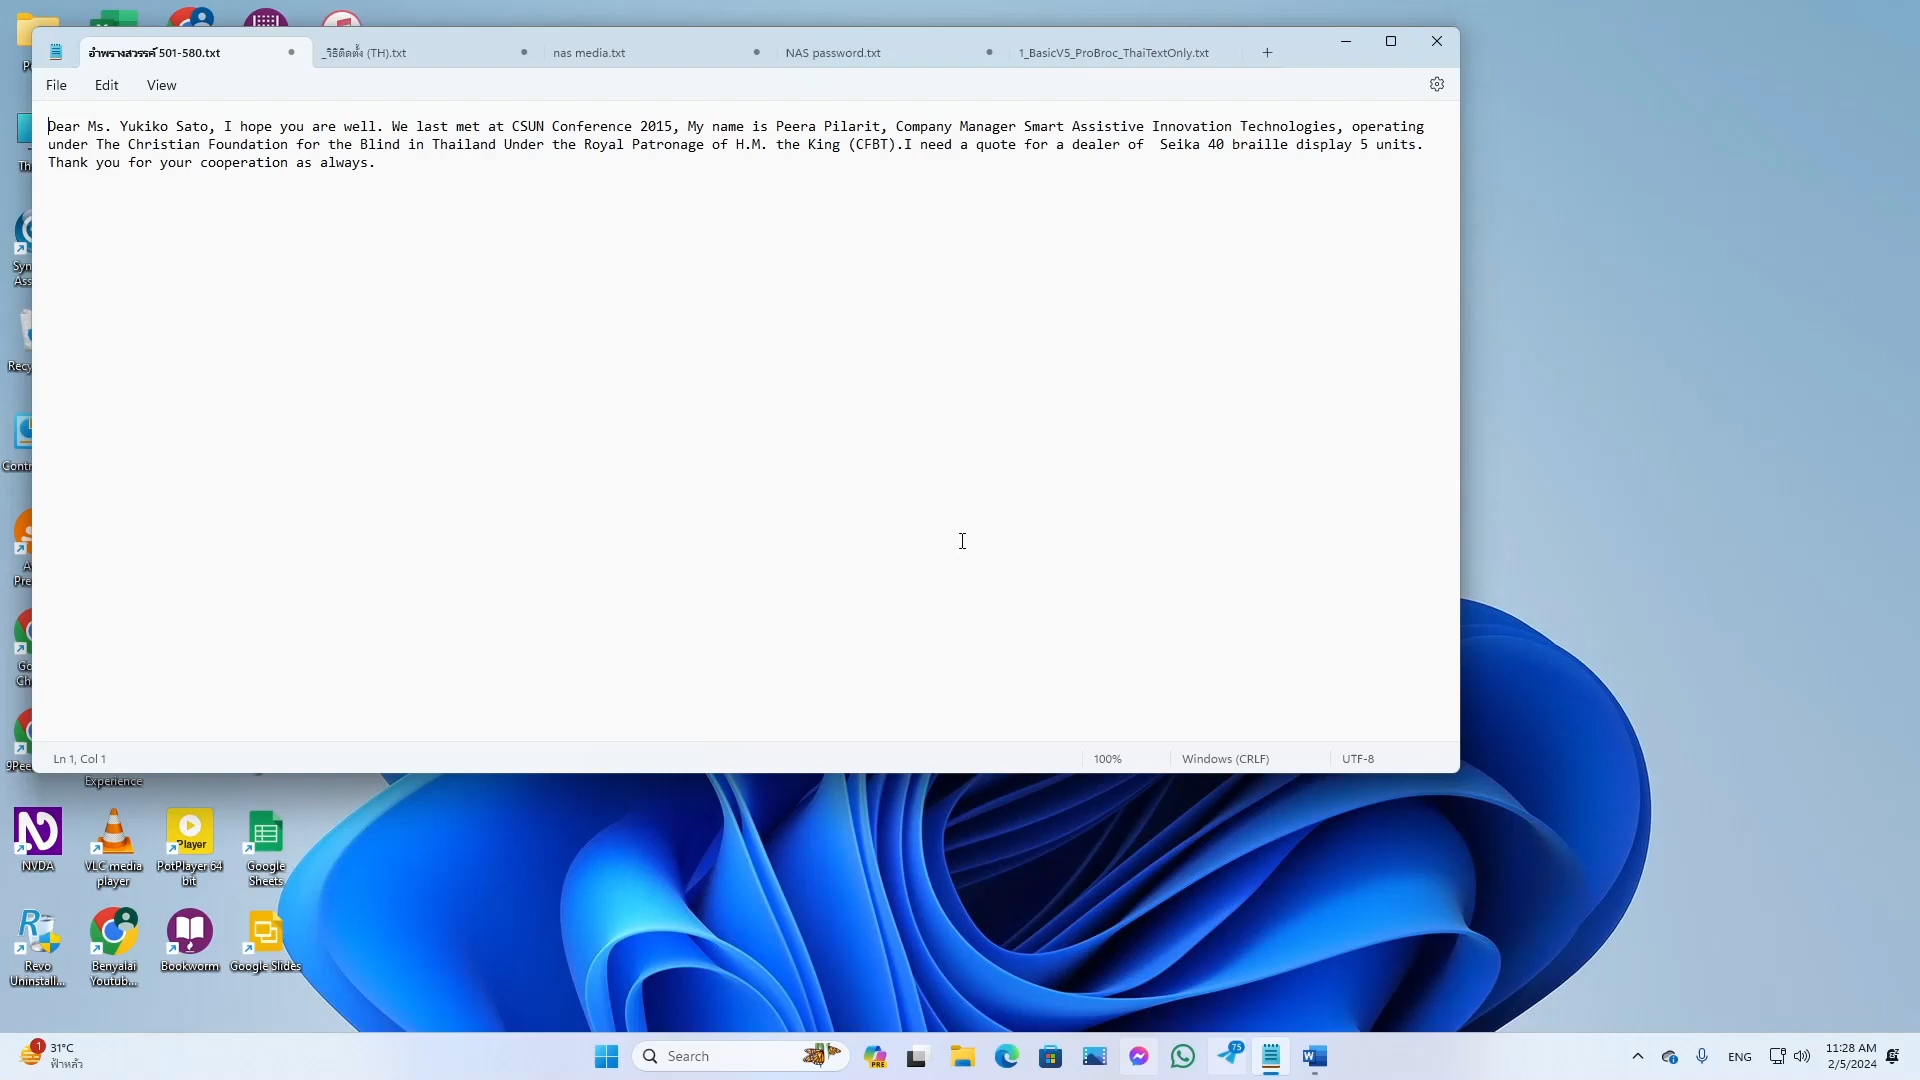 อำพรางสวรรค์ 501-580.txt
_วิธีติดตั้ง (TH).txt
nas media.txt
NAS password.txt
1_BasicV5_ProBroc_ThaiTextOnly.txt
File Edit View
Dear Ms. Yukiko Sato, I hope you are well. We last met at CSUN Conference 2015, My name is Peera Pilarit, Company Manager Smart Assistive Innovation Technologies, operating
under The Christian Foundation for the Blind in Thailand Under the Royal Patronage of H.M. the King (CFBT).I need a quote for a dealer of  Seika 40 braille display 5 units.
Thank you for your cooperation as always.
Ln 1, Col 1
100%
Windows (CRLF)
UTF-8
Experience
NVDA
VLC media
player
PotPlayer 64
bit
Google
Sheets
Revo
Uninstall...
Benyalai
Youtub...
Bookworm
Google Slides
Player
1
31°C
ฟ้าหลัว
Search
PRE
75
ENG
11:28 AM
2/5/2024